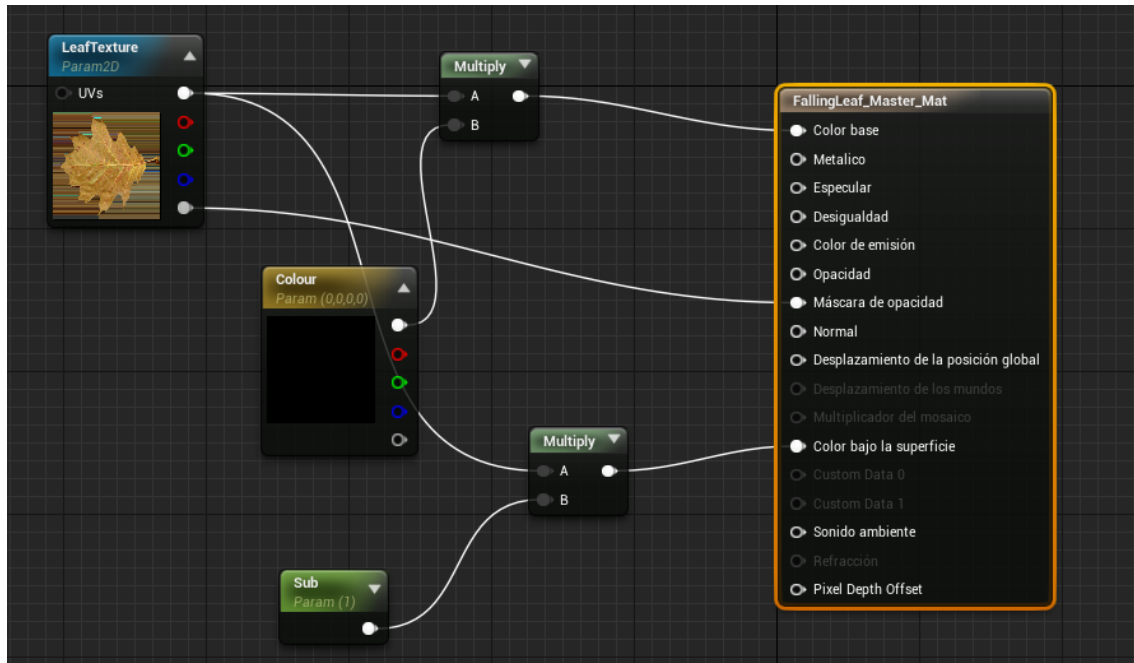 LeafTexture
Param2D
UVs
Multiply
A
B
Colour
Param (0,0,0,0)
Multiply
A
B
Sub
Param (1)
FallingLeaf_Master_Mat
Color base
Metalico
Especular
Desigualdad
Color de emisión
Opacidad
Máscara de opacidad
Normal
Desplazamiento de la posición global
Desplazamiento de los mundos
Multiplicador del mosaico
Color bajo la superficie
Custom Data 0
Custom Data 1
Sonido ambiente
Refracción
Pixel Depth Offset